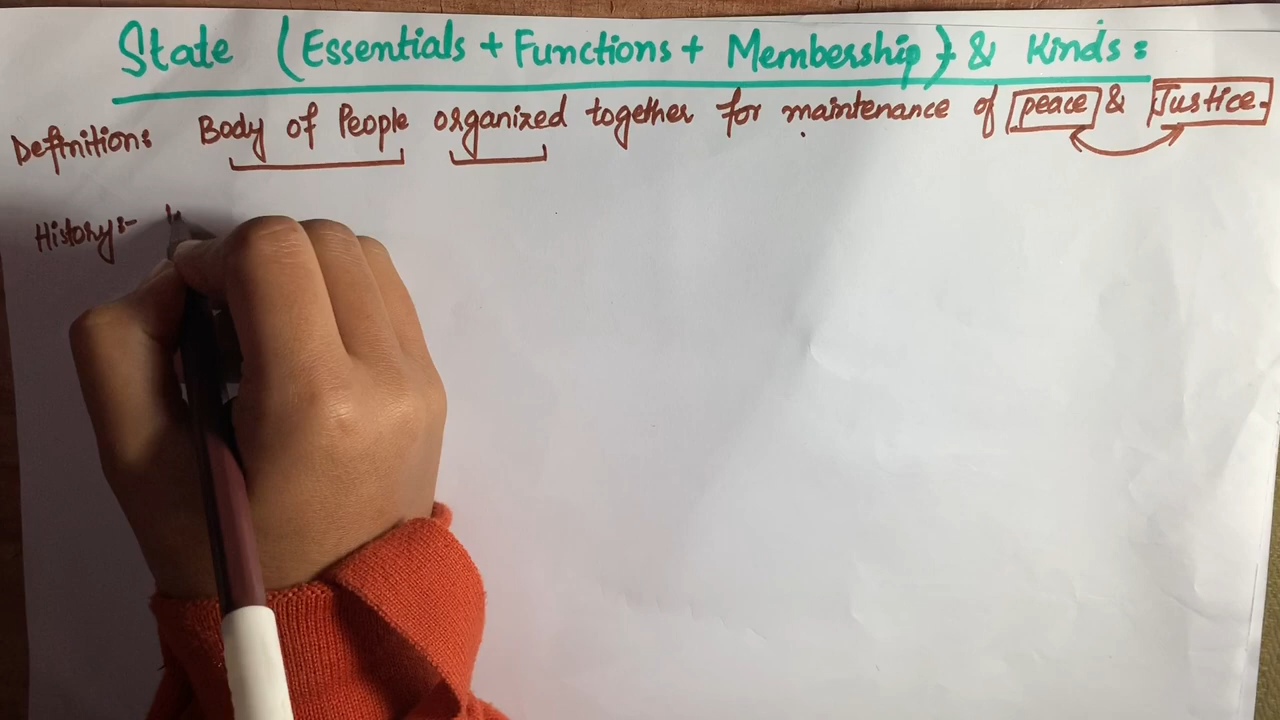 State (Essentials + Functions + Membership) & Kinds:
Definition: Body of People organized together for maintenance of peace & Justice.
History:-